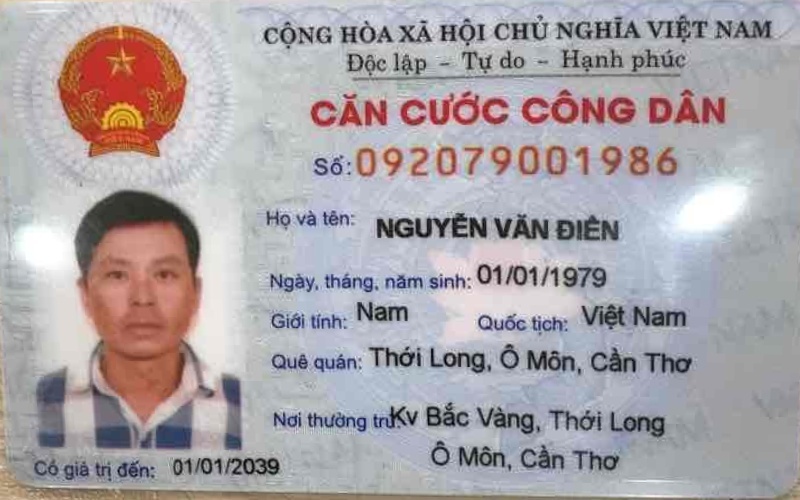 CỘNG HÒA XÃ HỘI CHỦ NGHĨA VIỆT NAM
Độc lập – Tự do – Hạnh phúc
CĂN CƯỚC CÔNG DÂN
Số: 092079001986
Họ và tên: NGUYỄN VĂN ĐIÊN
Ngày, tháng, năm sinh: 01/01/1979
Giới tính: Nam Quốc tịch: Việt Nam
Quê quán: Thới Long, Ô Môn, Cần Thơ
Nơi thường trú: Kv Bắc Vàng, Thới Long
Ô Môn, Cần Thơ
Có giá trị đến: 01/01/2039